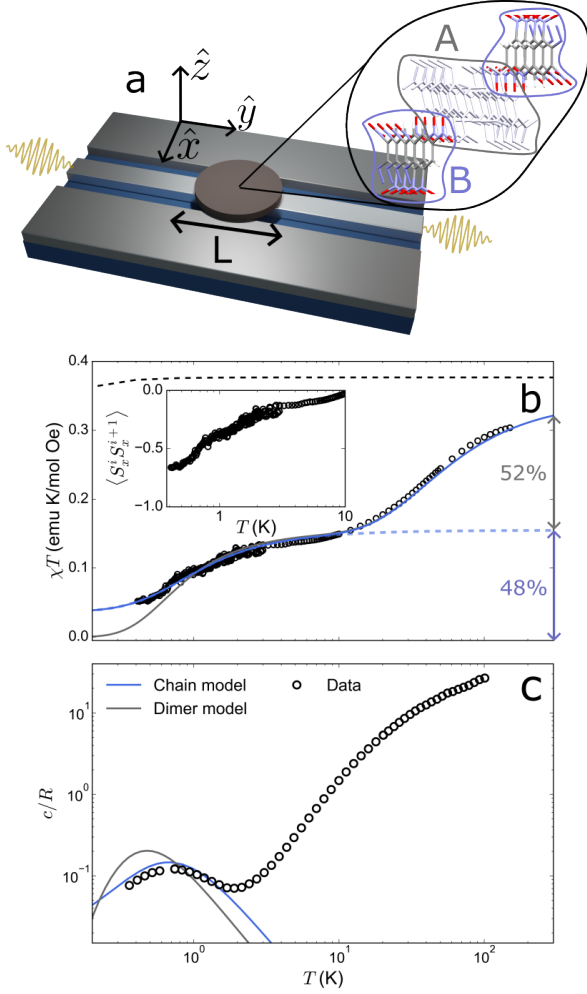 a
ẑ
ŷ
x̂
L
A
B
b
0.4
0.3
0.2
0.1
0.0
χT (emu K/mol Oe)
0.0
−0.5
−1.0
⟨S_x^i S_x^{i+1}⟩
1
10
T (K)
52%
48%
c
Chain model
Dimer model
Data
10^1
10^0
10^{-1}
c/R
10^0
10^1
10^2
T (K)